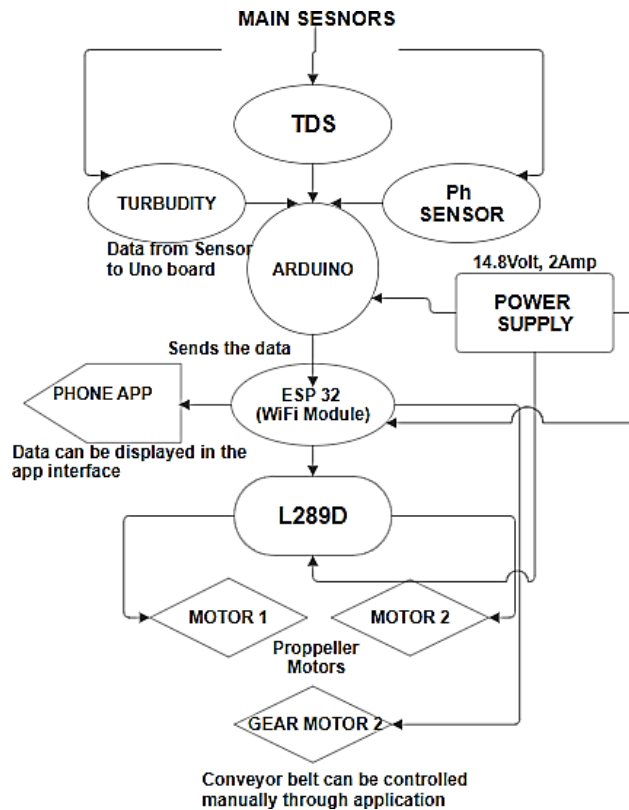 MAIN SESNORS
TDS
TURBUDITY
Ph
SENSOR
Data from Sensor
to Uno board
ARDUINO
14.8Volt, 2Amp
POWER
SUPPLY
Sends the data
PHONE APP
ESP 32
(WiFi Module)
Data can be displayed in the
app interface
L289D
MOTOR 1
MOTOR 2
Proppeller
Motors
GEAR MOTOR 2
Conveyor belt can be controlled
manually through application